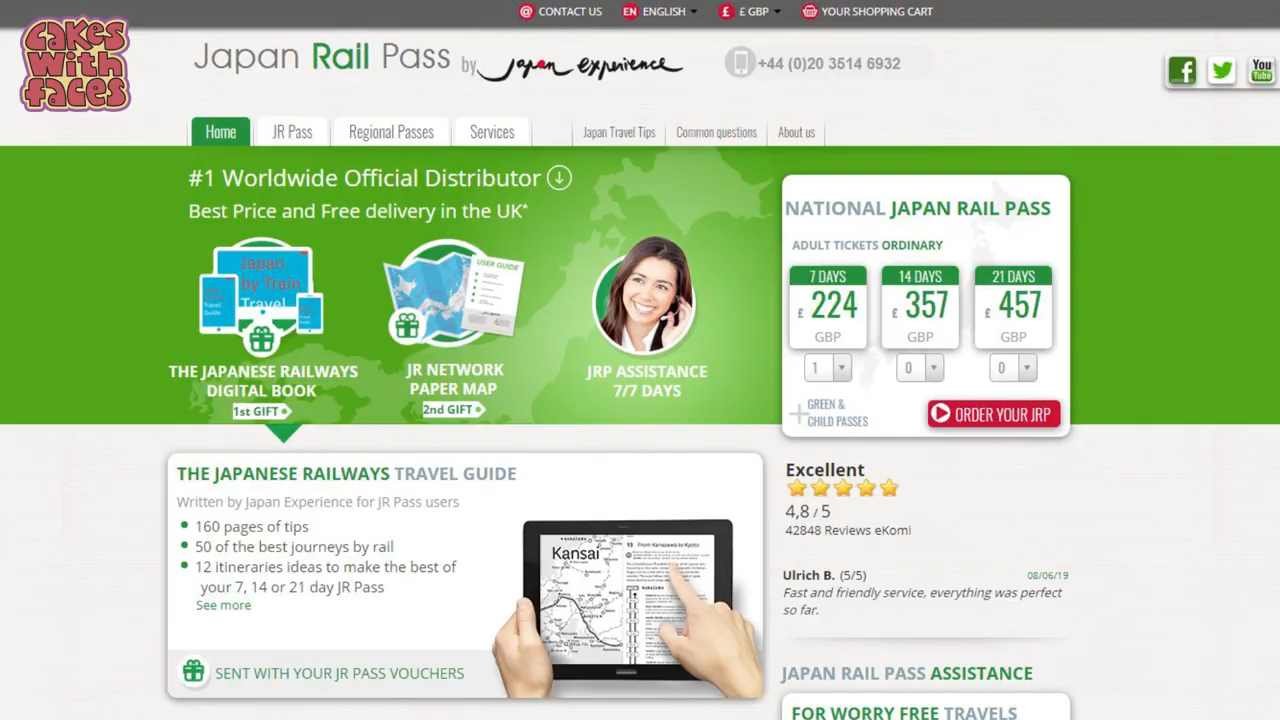 cakes
with
faces
@ CONTACT US
EN ENGLISH
£ £ GBP
YOUR SHOPPING CART
Japan Rail Pass by japan experience
+44 (0)20 3514 6932
f
You
Tube
Home
JR Pass
Regional Passes
Services
Japan Travel Tips
Common questions
About us
#1 Worldwide Official Distributor
Best Price and Free delivery in the UK*
Japan
by Train
Travel
USER GUIDE
THE JAPANESE RAILWAYS
DIGITAL BOOK
1st GIFT
JR NETWORK
PAPER MAP
2nd GIFT
JRP ASSISTANCE
7/7 DAYS
NATIONAL JAPAN RAIL PASS
ADULT TICKETS ORDINARY
7 DAYS
£ 224
GBP
1
14 DAYS
£ 357
GBP
0
21 DAYS
£ 457
GBP
0
GREEN &
CHILD PASSES
ORDER YOUR JRP
THE JAPANESE RAILWAYS TRAVEL GUIDE
Written by Japan Experience for JR Pass users
160 pages of tips
50 of the best journeys by rail
12 itineraries ideas to make the best of
your 7, 14 or 21 day JR Pass
See more
Kansai
From Kanazawa to Kyoto
SENT WITH YOUR JR PASS VOUCHERS
Excellent
4,8 / 5
42848 Reviews eKomi
Ulrich B. (5/5)
08/06/19
Fast and friendly service, everything was perfect
so far.
JAPAN RAIL PASS ASSISTANCE
FOR WORRY FREE TRAVELS